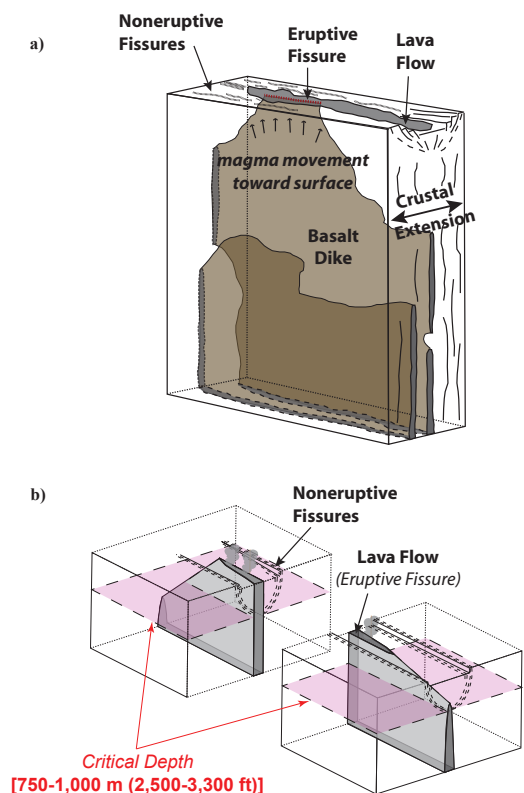 a)
Noneruptive
Fissures
Eruptive
Fissure
Lava
Flow
magma movement
toward surface
Crustal
Extension
Basalt
Dike
b)
Noneruptive
Fissures
Lava Flow
(Eruptive Fissure)
Critical Depth
[750-1,000 m (2,500-3,300 ft)]